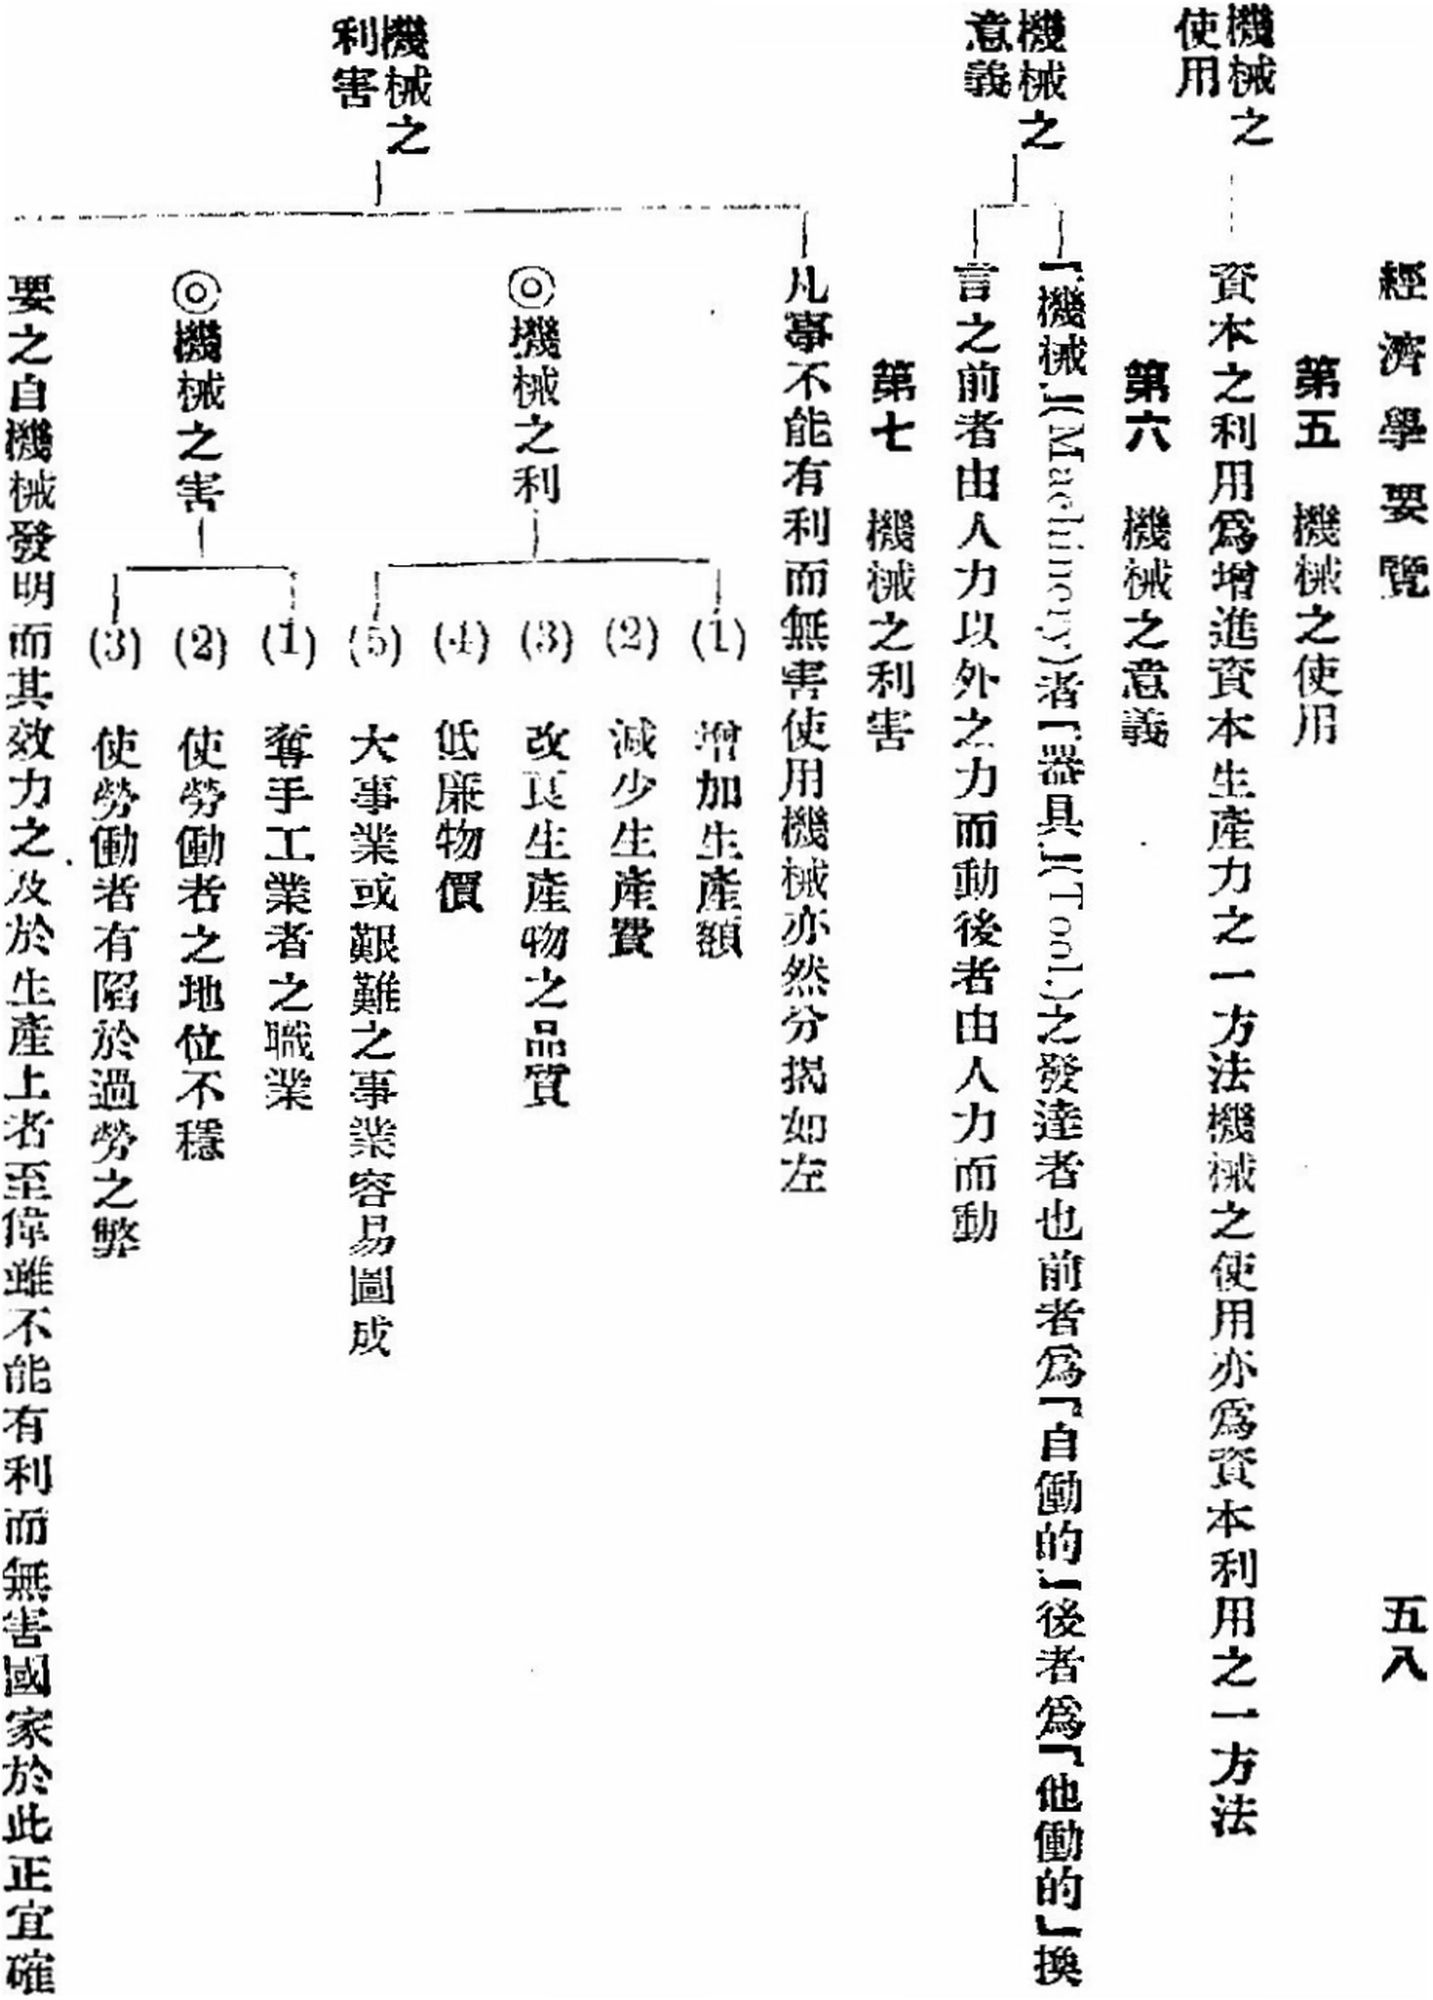 經濟學要覽 五八
第五 機械之使用
機械之
使用
資本之利用爲增進資本生產力之一方法機械之使用亦爲資本利用之一方法
第六 機械之意義
機械之
意義
「機械」(Machinery)者「器具」(Tool)之發達者也前者爲「自働的」後者爲「他働的」換
言之前者由人力以外之力而動後者由人力而動
第七 機械之利害
機械之
利害
凡事不能有利而無害使用機械亦然分揭如左
◎機械之利
(1) 增加生產額
(2) 減少生產費
(3) 改良生產物之品質
(4) 低廉物價
(5) 大事業或艱難之事業容易圖成
◎機械之害
(1) 奪手工業者之職業
(2) 使勞働者之地位不穩
(3) 使勞働者有陷於過勞之弊
要之自機械發明而其效力之及於生產上者至偉雖不能有利而無害國家於此正宜確